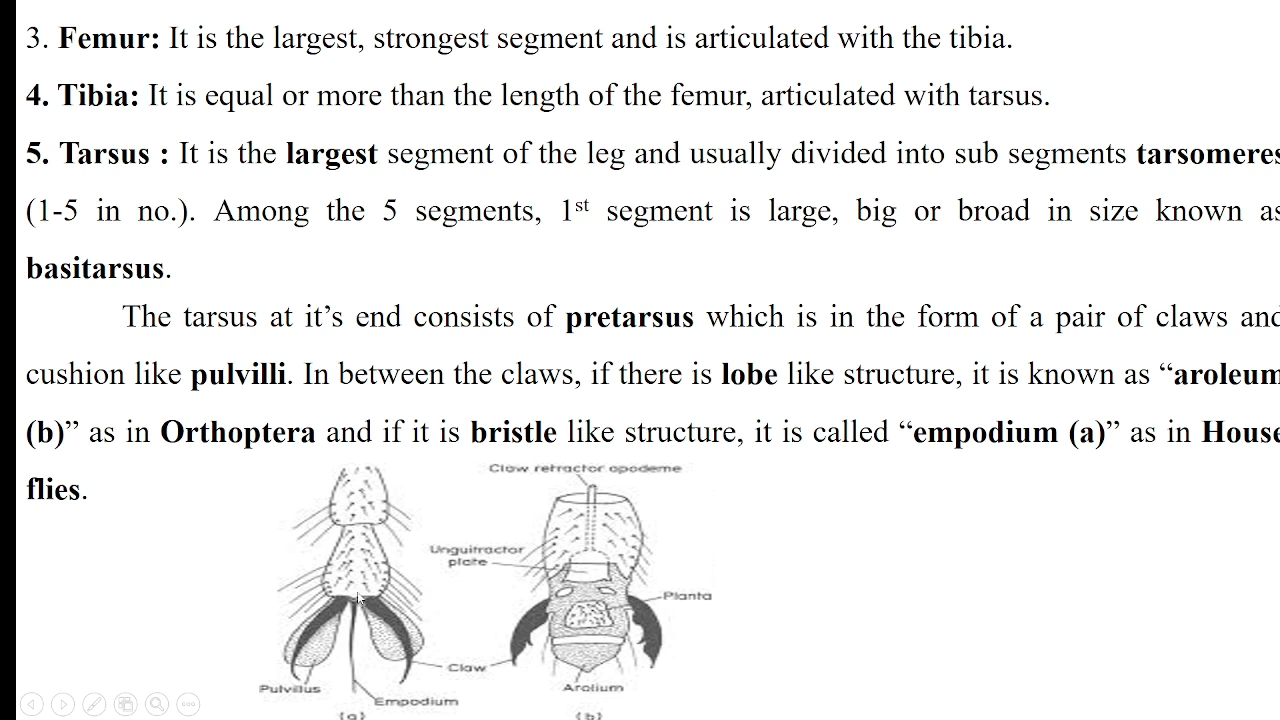 3. Femur: It is the largest, strongest segment and is articulated with the tibia.
4. Tibia: It is equal or more than the length of the femur, articulated with tarsus.
5. Tarsus : It is the largest segment of the leg and usually divided into sub segments tarsomeres
(1-5 in no.). Among the 5 segments, 1st segment is large, big or broad in size known as
basitarsus.
The tarsus at it’s end consists of pretarsus which is in the form of a pair of claws and
cushion like pulvilli. In between the claws, if there is lobe like structure, it is known as “aroleum
(b)” as in Orthoptera and if it is bristle like structure, it is called “empodium (a)” as in House
flies.
Claw retractor apodeme
Unguitractor
plate
Planta
Claw
Pulvillus
Arolium
Empodium
(a)
(b)